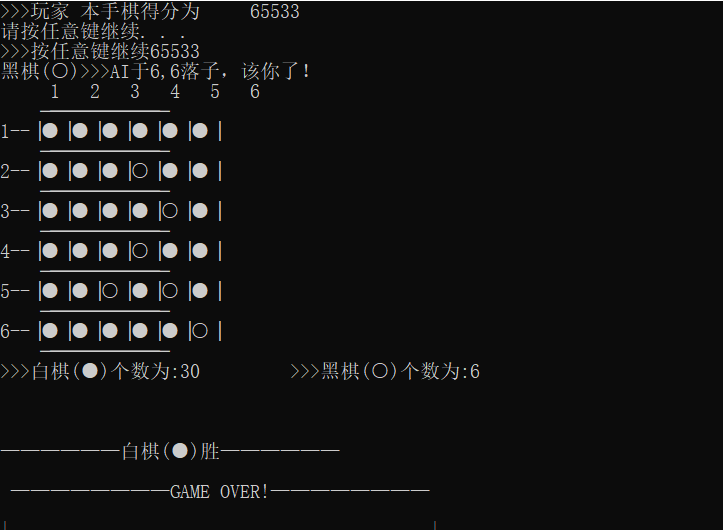 >>>玩家 本手棋得分为     65533
请按任意键继续. . .
>>>按任意键继续65533
黑棋(○)>>>AI于6,6落子，该你了！
1   2   3   4   5   6
1-- |● |● |● |● |● |● |
2-- |● |● |● |○ |● |● |
3-- |● |● |● |● |○ |● |
4-- |● |● |● |○ |● |● |
5-- |● |● |○ |● |○ |● |
6-- |● |● |● |● |● |○ |
>>>白棋(●)个数为:30         >>>黑棋(○)个数为:6
——————白棋(●)胜——————
————————GAME OVER!————————